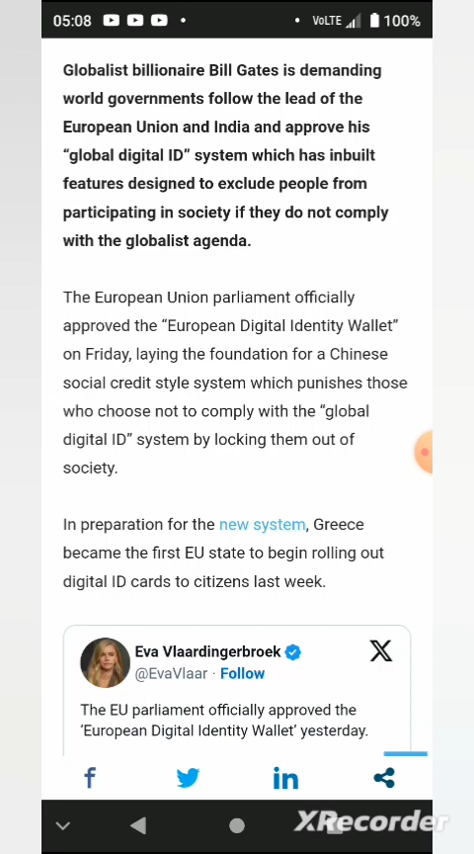 05:08
VoLTE
100%
Globalist billionaire Bill Gates is demanding
world governments follow the lead of the
European Union and India and approve his
“global digital ID” system which has inbuilt
features designed to exclude people from
participating in society if they do not comply
with the globalist agenda.
The European Union parliament officially
approved the “European Digital Identity Wallet”
on Friday, laying the foundation for a Chinese
social credit style system which punishes those
who choose not to comply with the “global
digital ID” system by locking them out of
society.
In preparation for the new system, Greece
became the first EU state to begin rolling out
digital ID cards to citizens last week.
Eva Vlaardingerbroek
@EvaVlaar · Follow
The EU parliament officially approved the
‘European Digital Identity Wallet’ yesterday.
XRecorder